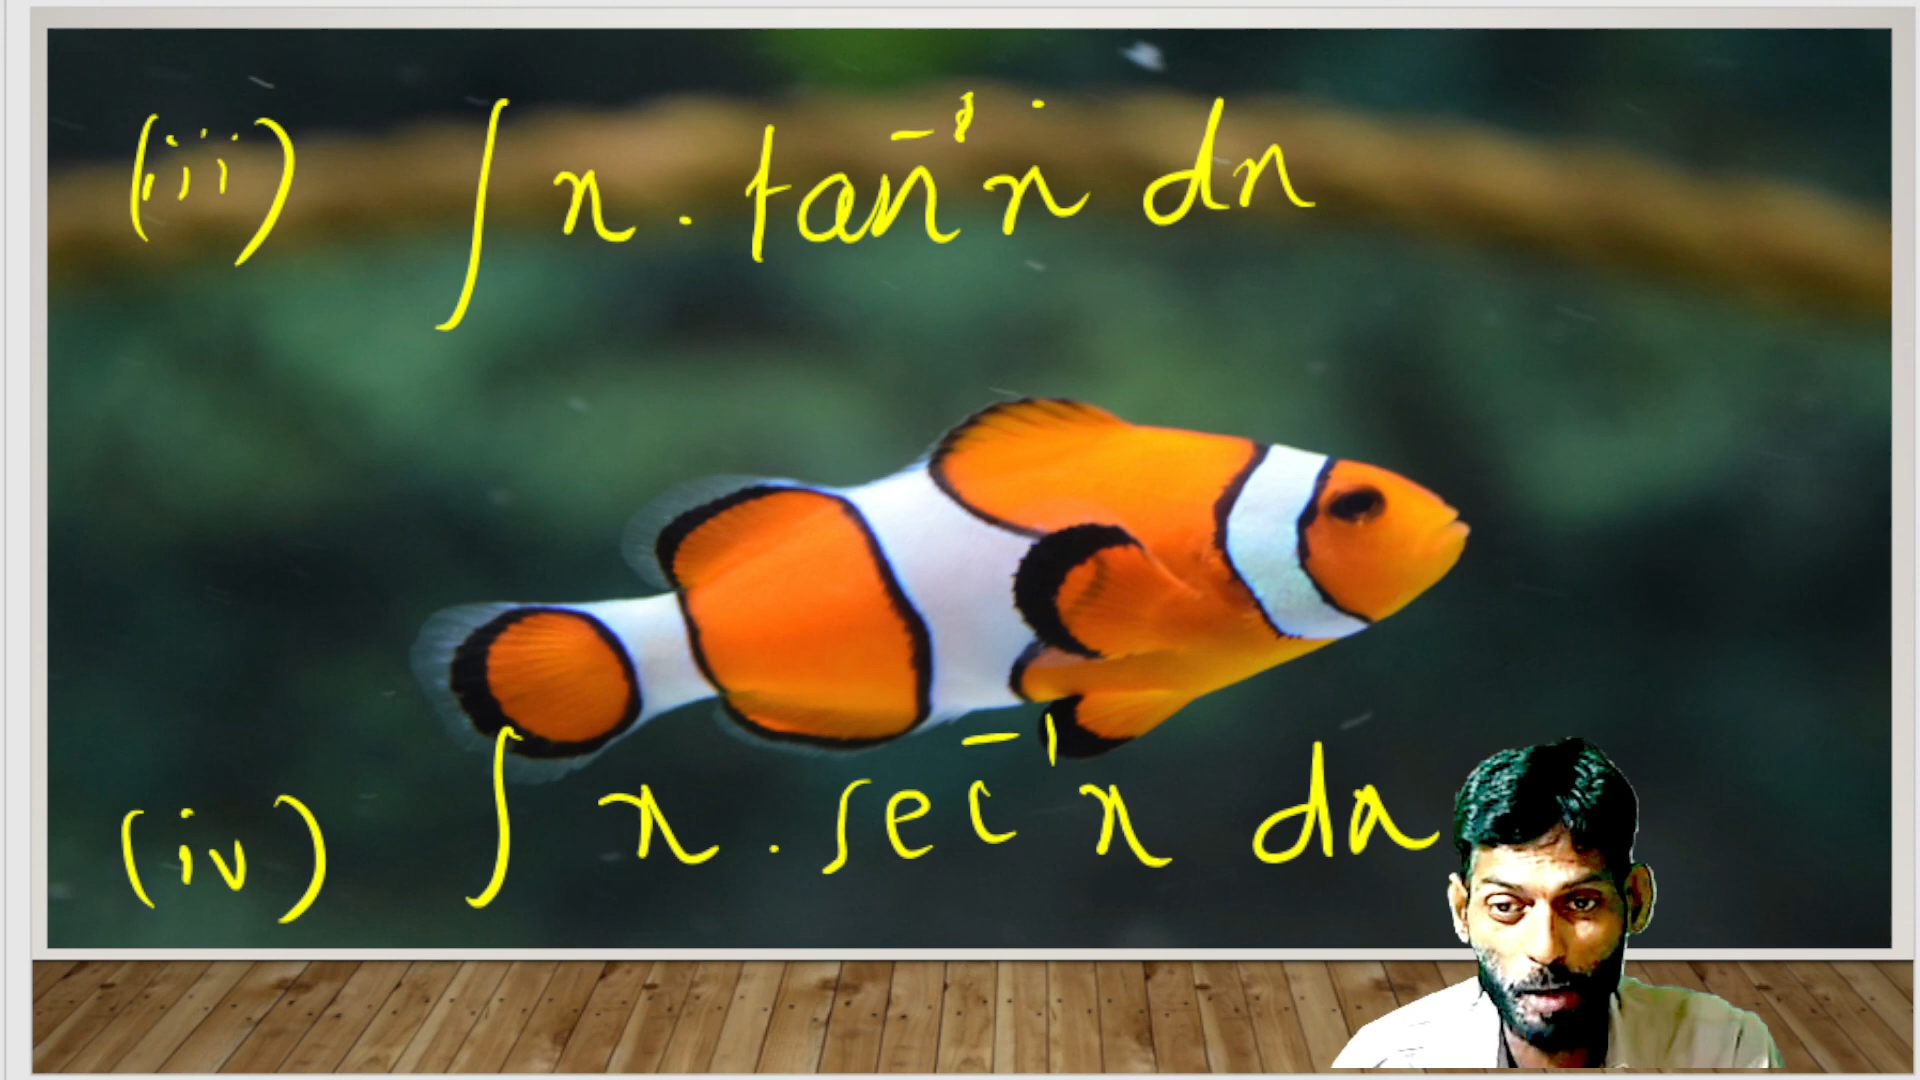 (iii) ∫ x . tan⁻¹x dx
(iv) ∫ x . sec⁻¹x dx